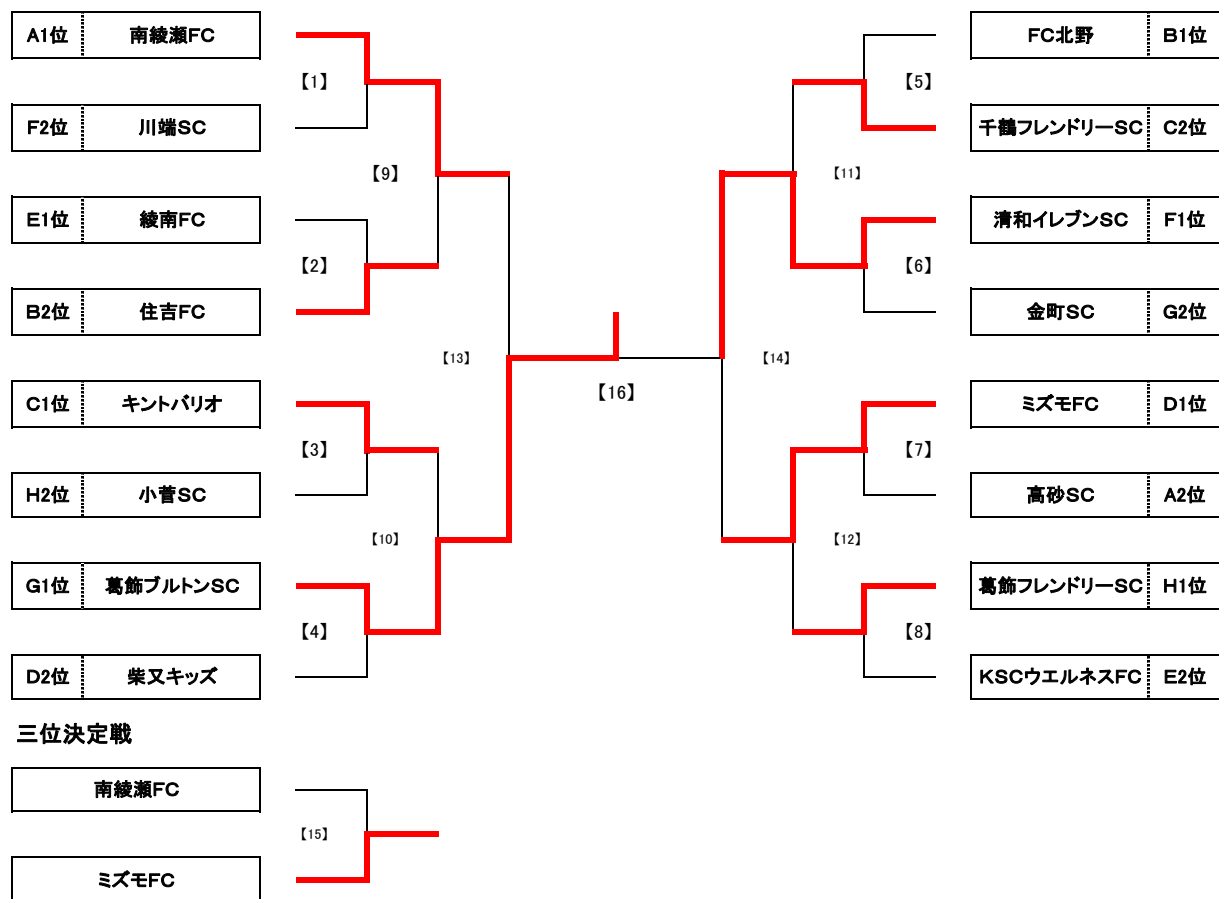 A1位 南綾瀬FC
FC北野 B1位
【1】
【5】
F2位 川端SC
千鶴フレンドリーSC C2位
【9】
【11】
E1位 綾南FC
清和イレブンSC F1位
【2】
【6】
B2位 住吉FC
金町SC G2位
【13】
【14】
【16】
C1位 キントバリオ
ミズモFC D1位
【3】
【7】
H2位 小菅SC
高砂SC A2位
【10】
【12】
G1位 葛飾ブルトンSC
葛飾フレンドリーSC H1位
【4】
【8】
D2位 柴又キッズ
KSCウエルネスFC E2位
三位決定戦
南綾瀬FC
【15】
ミズモFC